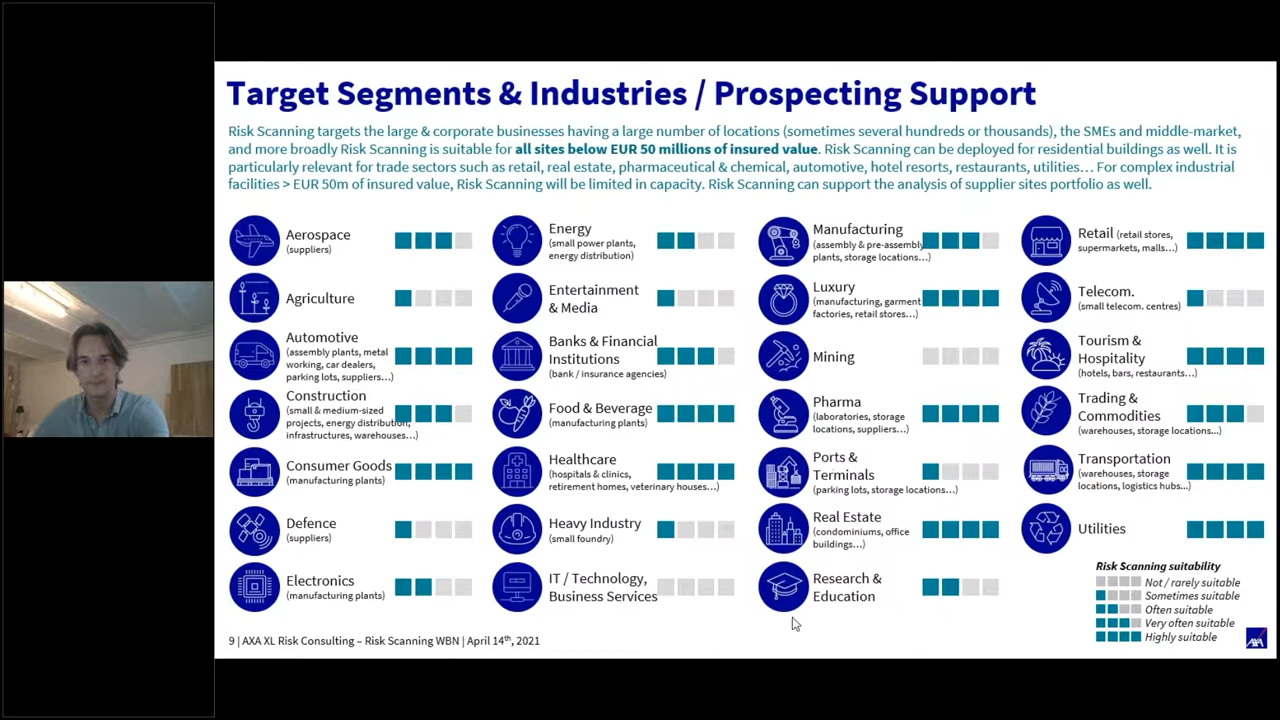 Target Segments & Industries / Prospecting Support
Risk Scanning targets the large & corporate businesses having a large number of locations (sometimes several hundreds or thousands), the SMEs and middle-market,
and more broadly Risk Scanning is suitable for all sites below EUR 50 millions of insured value. Risk Scanning can be deployed for residential buildings as well. It is
particularly relevant for trade sectors such as retail, real estate, pharmaceutical & chemical, automotive, hotel resorts, restaurants, utilities… For complex industrial
facilities > EUR 50m of insured value, Risk Scanning will be limited in capacity. Risk Scanning can support the analysis of supplier sites portfolio as well.
Aerospace
(suppliers)
Agriculture
Automotive
(assembly plants, metal
working, car dealers,
parking lots, suppliers…)
Construction
(small & medium-sized
projects, energy distribution,
infrastructures, warehouses…)
Consumer Goods
(manufacturing plants)
Defence
(suppliers)
Electronics
(manufacturing plants)
Energy
(small power plants,
energy distribution)
Entertainment
& Media
Banks & Financial
Institutions
(bank / insurance agencies)
Food & Beverage
(manufacturing plants)
Healthcare
(hospitals & clinics,
retirement homes, veterinary houses…)
Heavy Industry
(small foundry)
IT / Technology,
Business Services
Manufacturing
(assembly & pre-assembly
plants, storage locations…)
Luxury
(manufacturing, garment
factories, retail stores…)
Mining
Pharma
(laboratories, storage
locations, suppliers…)
Ports &
Terminals
(parking lots, storage locations…)
Real Estate
(condominiums, office
buildings…)
Research &
Education
Retail (retail stores,
supermarkets, malls…)
Telecom.
(small telecom. centres)
Tourism &
Hospitality
(hotels, bars, restaurants…)
Trading &
Commodities
(warehouses, storage locations...)
Transportation
(warehouses, storage
locations, logistics hubs...)
Utilities
Risk Scanning suitability
Not / rarely suitable
Sometimes suitable
Often suitable
Very often suitable
Highly suitable
9 | AXA XL Risk Consulting – Risk Scanning WBN | April 14th, 2021
AXA